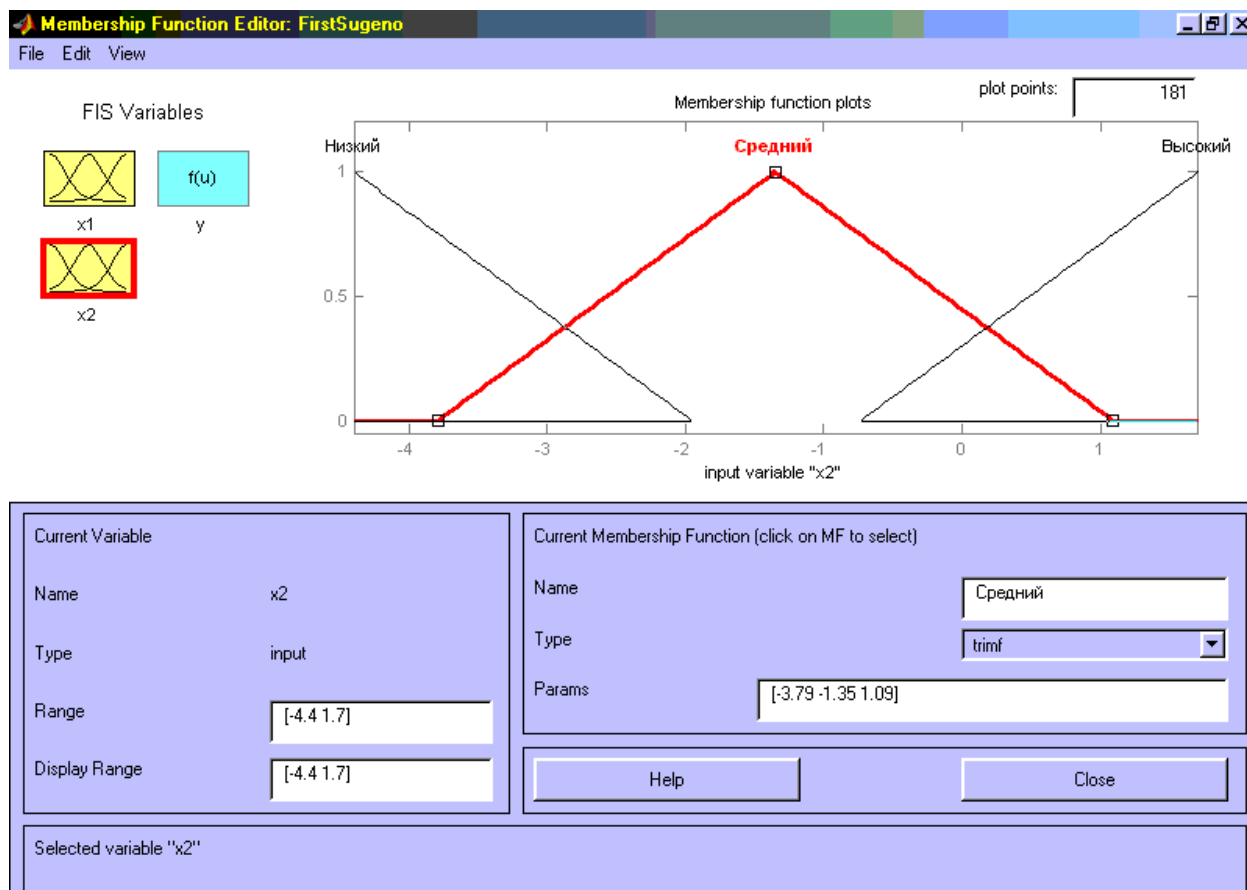 Membership Function Editor: FirstSugeno
File Edit View
FIS Variables
f(u)
x1
y
x2
Membership function plots
plot points:
181
Низкий
Средний
Высокий
1
0.5
0
-4
-3
-2
-1
0
1
input variable "x2"
Current Variable
Name
x2
Type
input
Range
[-4.4 1.7]
Display Range
[-4.4 1.7]
Current Membership Function (click on MF to select)
Name
Средний
Type
trimf
Params
[-3.79 -1.35 1.09]
Help
Close
Selected variable "x2"